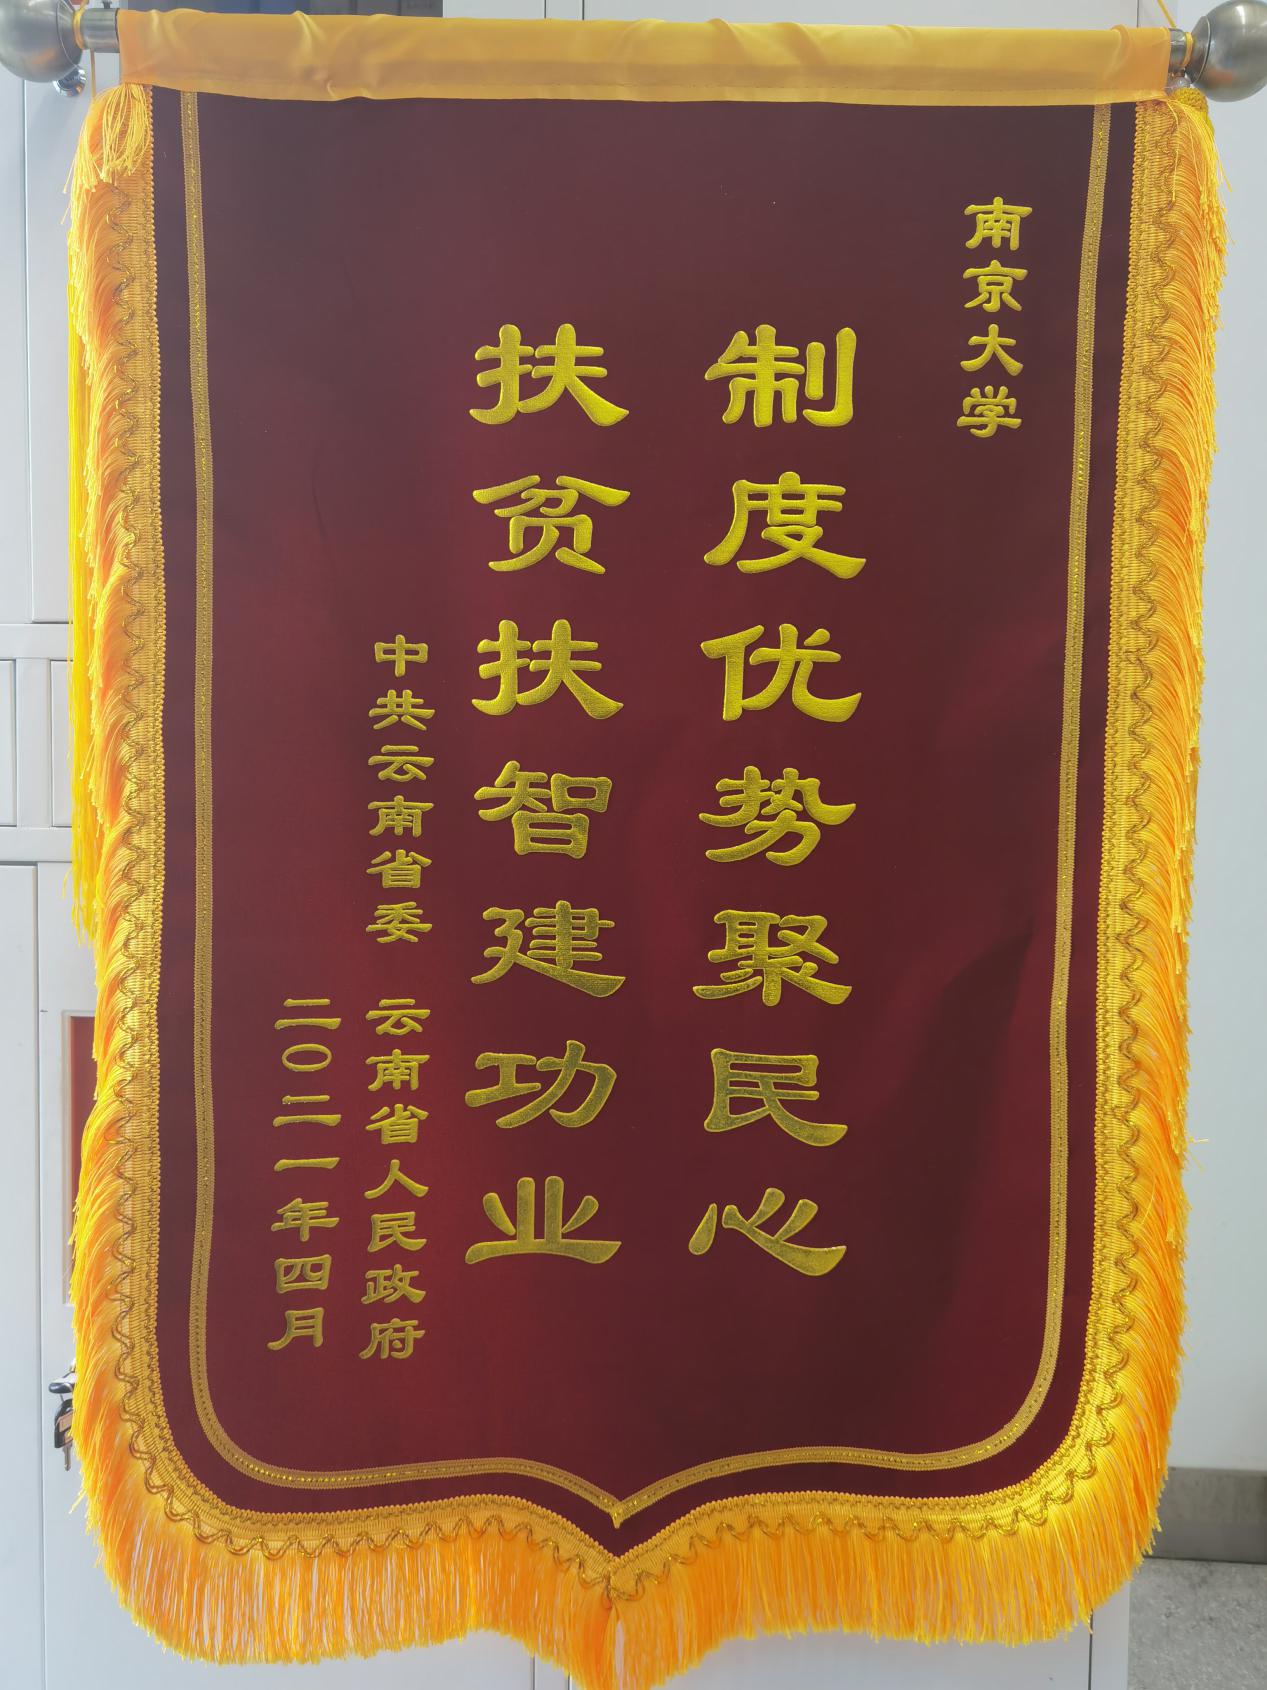 南京大学
制度优势聚民心
扶贫扶智建功业
中共云南省委 云南省人民政府
二〇二一年四月